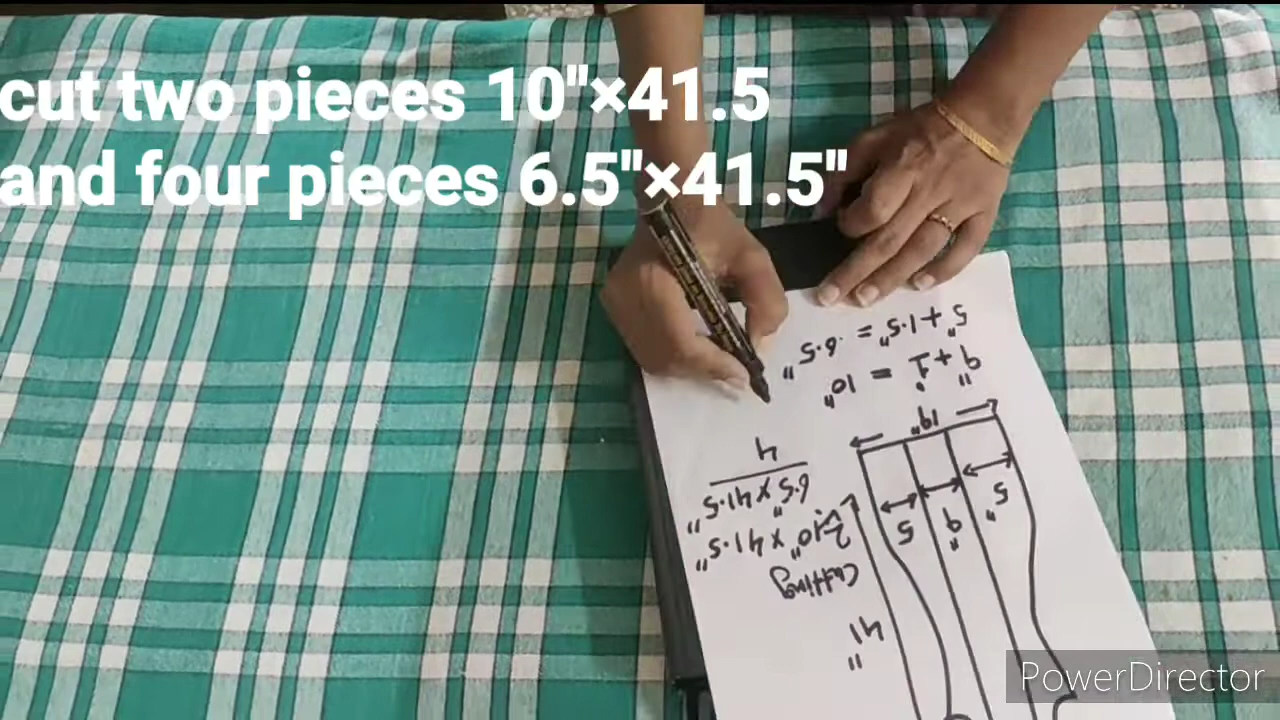 cut two pieces 10"×41.5
and four pieces 6.5"×41.5"
5"+1.5" = 6.5"
9"+1" = 10"
19"
5"
9"
5
41"
Cutting
2-10" x 41.5"
6.5" x 41.5"
4
PowerDirector